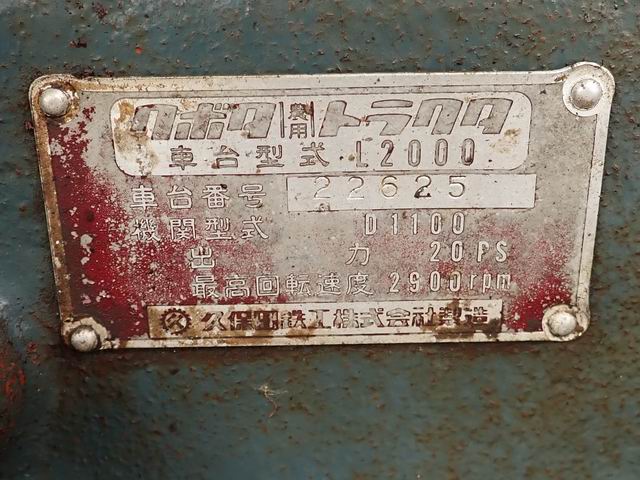 クボタ農用トラクタ
車台型式 L2000
車台番号 22625
機関型式 D1100
出力 20PS
最高回転速度 2900rpm
久保田鉄工株式会社製造